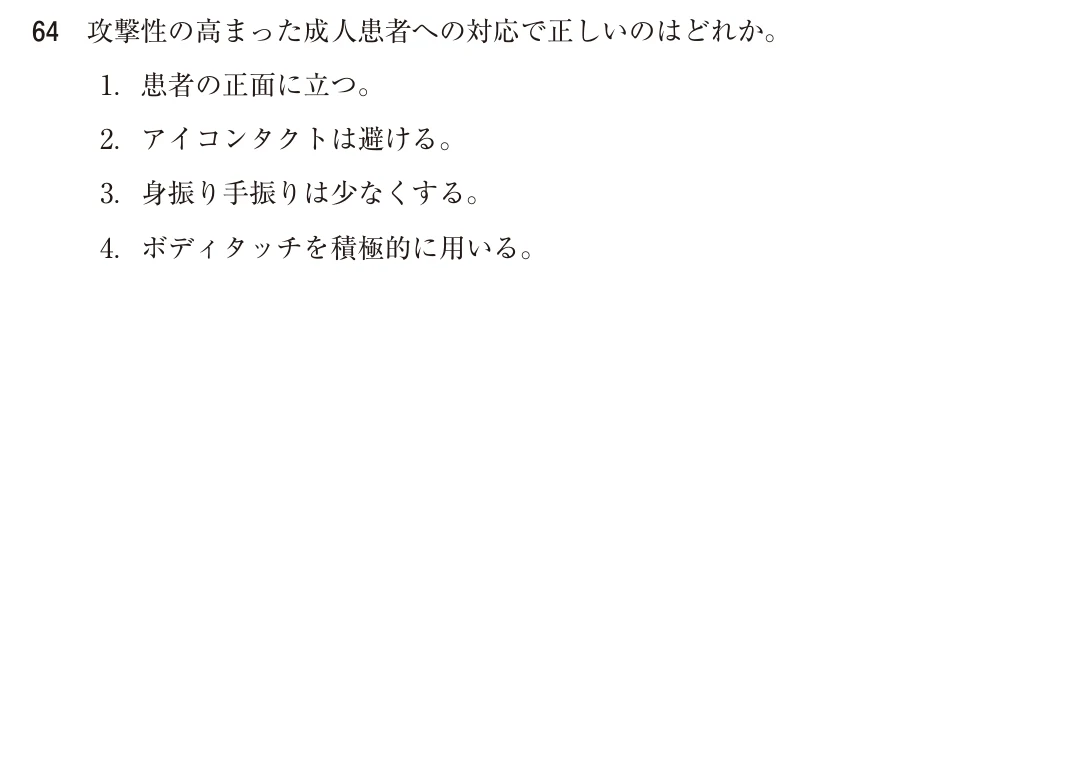 64 攻撃性の高まった成人患者への対応で正しいのはどれか。
1. 患者の正面に立つ。
2. アイコンタクトは避ける。
3. 身振り手振りは少なくする。
4. ボディタッチを積極的に用いる。